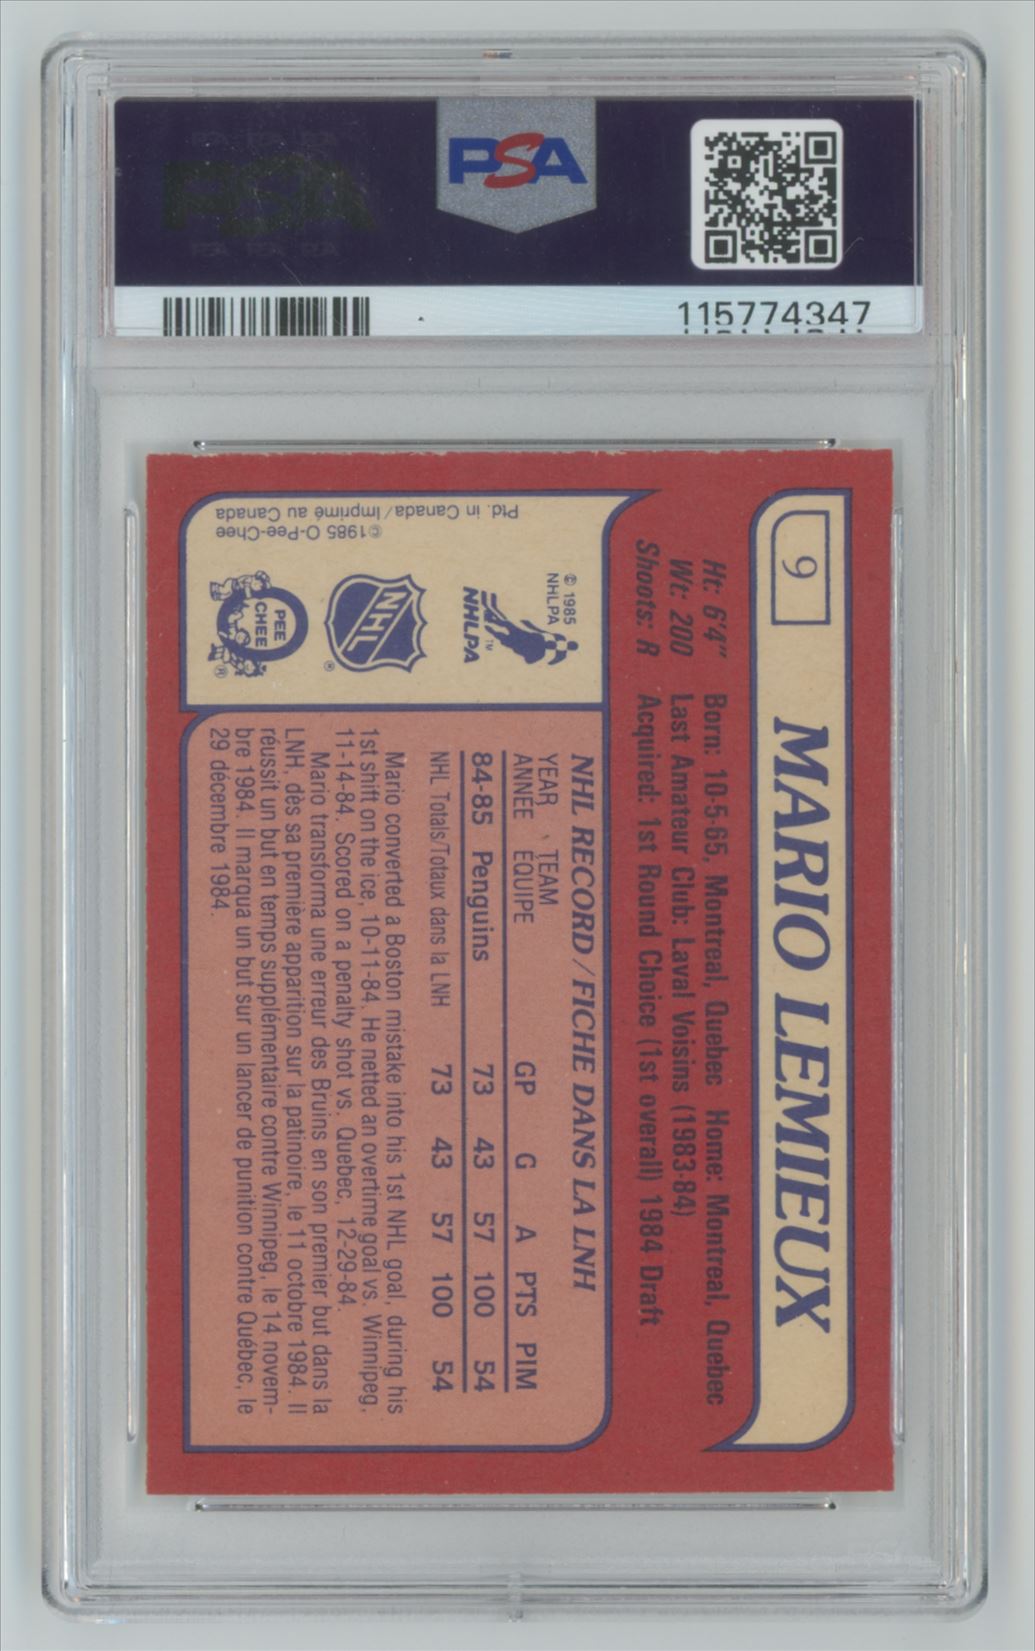 PSA
115774347
9
MARIO LEMIEUX
Ht: 6'4" Born: 10-5-65, Montreal, Quebec Home: Montreal, Quebec
Wt: 200 Last Amateur Club: Laval Voisins (1983-84)
Shoots: R Acquired: 1st Round Choice (1st overall) 1984 Draft
© 1985
NHLPA
NHLPA™
NHL®
PEE
CHEE®
©1985 O-Pee-Chee
Ptd. in Canada/Imprimé au Canada
NHL RECORD/FICHE DANS LA LNH
YEAR TEAM
ANNEE EQUIPE GP G A PTS PIM
84-85 Penguins 73 43 57 100 54
NHL Totals/Totaux dans la LNH 73 43 57 100 54
Mario converted a Boston mistake into his 1st NHL goal, during his
1st shift on the ice, 10-11-84. He netted an overtime goal vs. Winnipeg,
11-14-84. Scored on a penalty shot vs. Quebec, 12-29-84.
Mario transforma une erreur des Bruins en son premier but dans la
LNH, dès sa première apparition sur la patinoire, le 11 octobre 1984. Il
réussit un but en temps supplémentaire contre Winnipeg, le 14 novem-
bre 1984. Il marqua un but sur un lancer de punition contre Québec, le
29 décembre 1984.